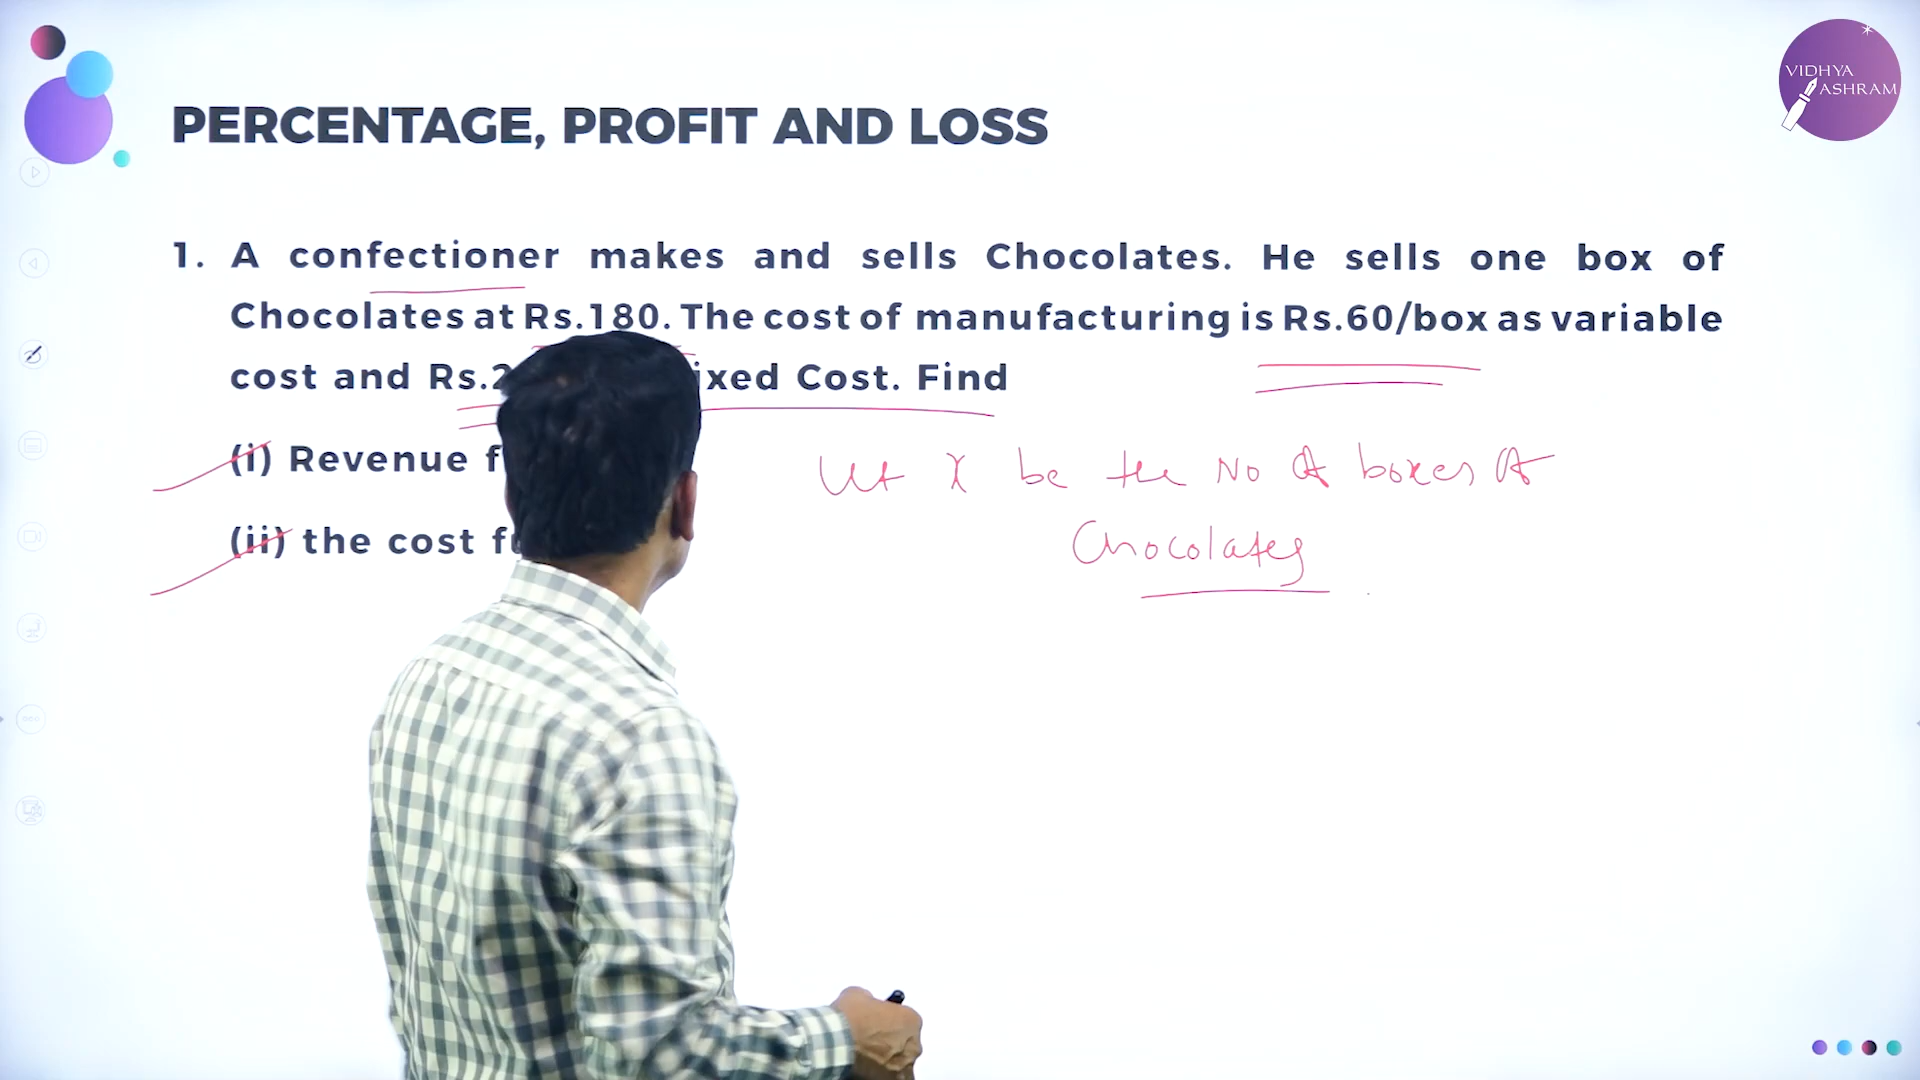 VIDHYA
ASHRAM
PERCENTAGE, PROFIT AND LOSS
1. A confectioner makes and sells Chocolates. He sells one box of
Chocolates at Rs.180. The cost of manufacturing is Rs.60/box as variable
cost and Rs.2 ixed Cost. Find
(i) Revenue f
(ii) the cost fu
Let x be the No of boxes of
Chocolates